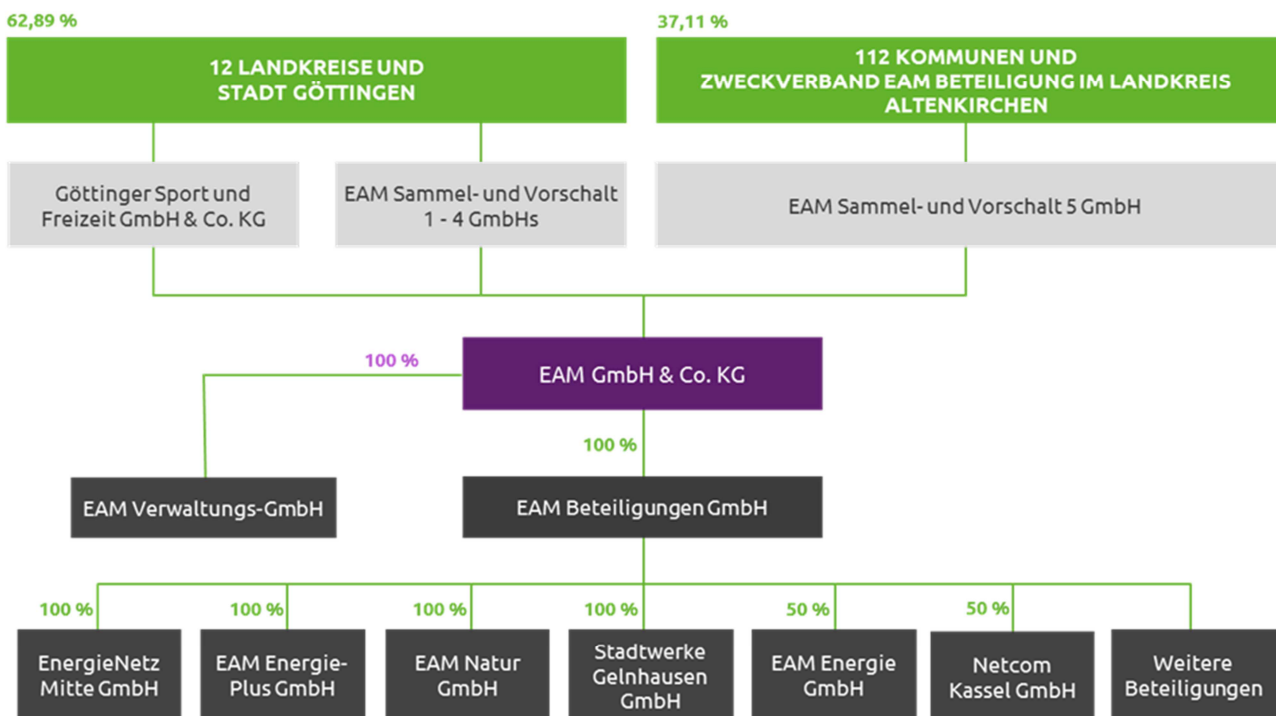 62,89 %
37,11 %
12 LANDKREISE UND
STADT GÖTTINGEN
112 KOMMUNEN UND
ZWECKVERBAND EAM BETEILIGUNG IM LANDKREIS
ALTENKIRCHEN
Göttinger Sport und
Freizeit GmbH & Co. KG
EAM Sammel- und Vorschalt
1 - 4 GmbHs
EAM Sammel- und Vorschalt 5 GmbH
100 %
EAM GmbH & Co. KG
100 %
EAM Verwaltungs-GmbH
EAM Beteiligungen GmbH
100 %
EnergieNetz
Mitte GmbH
100 %
EAM Energie-
Plus GmbH
100 %
EAM Natur
GmbH
100 %
Stadtwerke
Gelnhausen
GmbH
50 %
EAM Energie
GmbH
50 %
Netcom
Kassel GmbH
Weitere
Beteiligungen